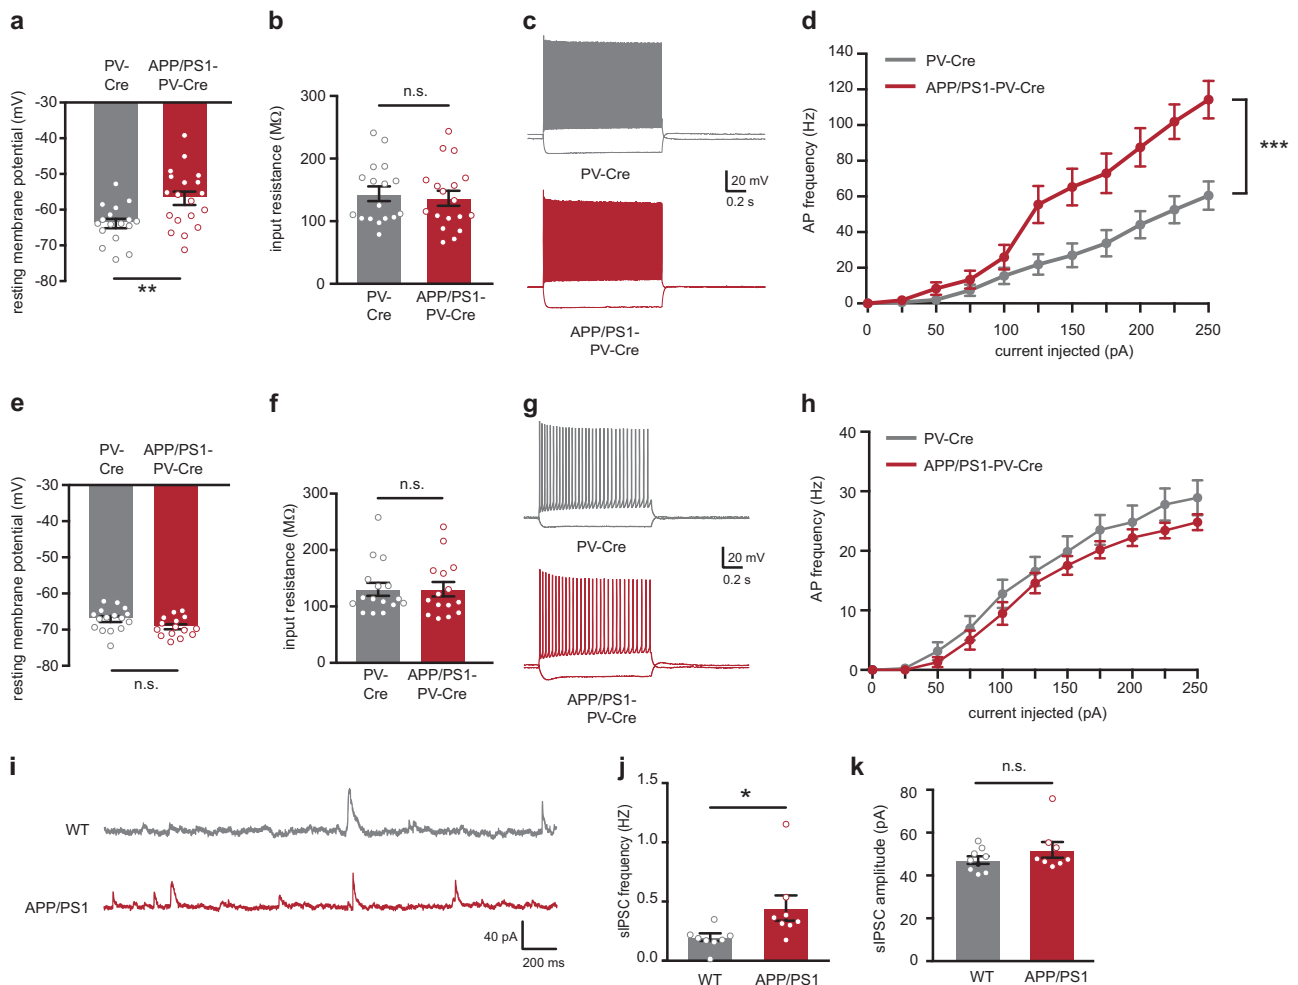 a
PV-
Cre
APP/PS1-
PV-Cre
resting membrane potential (mV)
-30
-40
-50
-60
-70
-80
**
b
input resistance (MΩ)
300
200
100
0
n.s.
PV-
Cre
APP/PS1-
PV-Cre
c
PV-Cre
20 mV
0.2 s
APP/PS1-
PV-Cre
d
PV-Cre
APP/PS1-PV-Cre
AP frequency (Hz)
140
120
100
80
60
40
20
0
***
0 50 100 150 200 250
current injected (pA)
e
PV-
Cre
APP/PS1-
PV-Cre
resting membrane potential (mV)
-30
-40
-50
-60
-70
-80
n.s.
f
input resistance (MΩ)
300
200
100
0
n.s.
PV-
Cre
APP/PS1-
PV-Cre
g
PV-Cre
20 mV
0.2 s
APP/PS1-
PV-Cre
h
PV-Cre
APP/PS1-PV-Cre
AP frequency (Hz)
40
30
20
10
0
0 50 100 150 200 250
current injected (pA)
i
WT
APP/PS1
40 pA
200 ms
j
sIPSC frequency (HZ)
1.5
1.0
0.5
0.0
*
WT APP/PS1
k
sIPSC amplitude (pA)
80
60
40
20
0
n.s.
WT APP/PS1